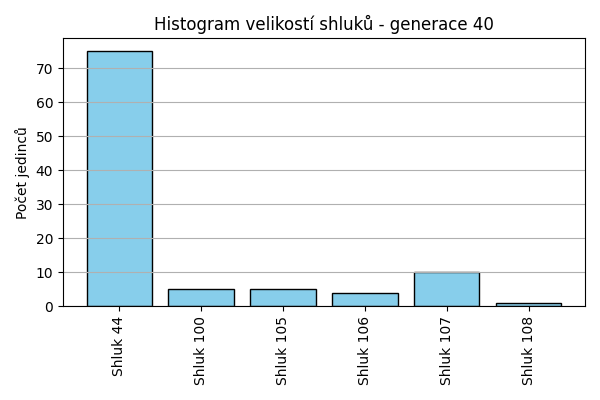 Histogram velikostí shluků - generace 40
Počet jedinců
70
60
50
40
30
20
10
0
Shluk 44
Shluk 100
Shluk 105
Shluk 106
Shluk 107
Shluk 108